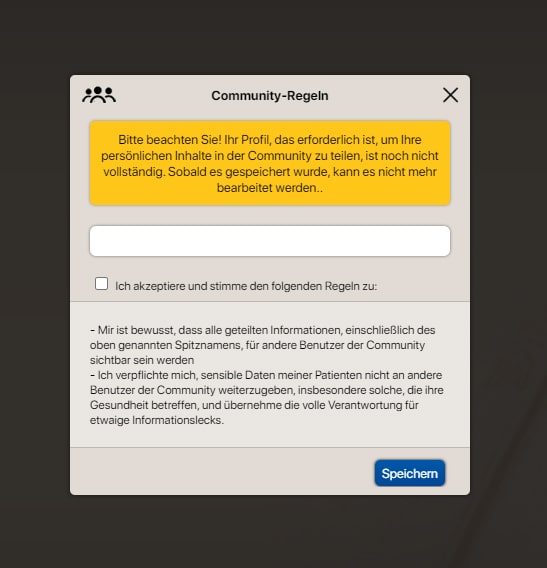 Community-Regeln
Bitte beachten Sie! Ihr Profil, das erforderlich ist, um Ihre
persönlichen Inhalte in der Community zu teilen, ist noch nicht
vollständig. Sobald es gespeichert wurde, kann es nicht mehr
bearbeitet werden..
Ich akzeptiere und stimme den folgenden Regeln zu:
- Mir ist bewusst, dass alle geteilten Informationen, einschließlich des
oben genannten Spitznamens, für andere Benutzer der Community
sichtbar sein werden
- Ich verpflichte mich, sensible Daten meiner Patienten nicht an andere
Benutzer der Community weiterzugeben, insbesondere solche, die ihre
Gesundheit betreffen, und übernehme die volle Verantwortung für
etwaige Informationslecks.
Speichern